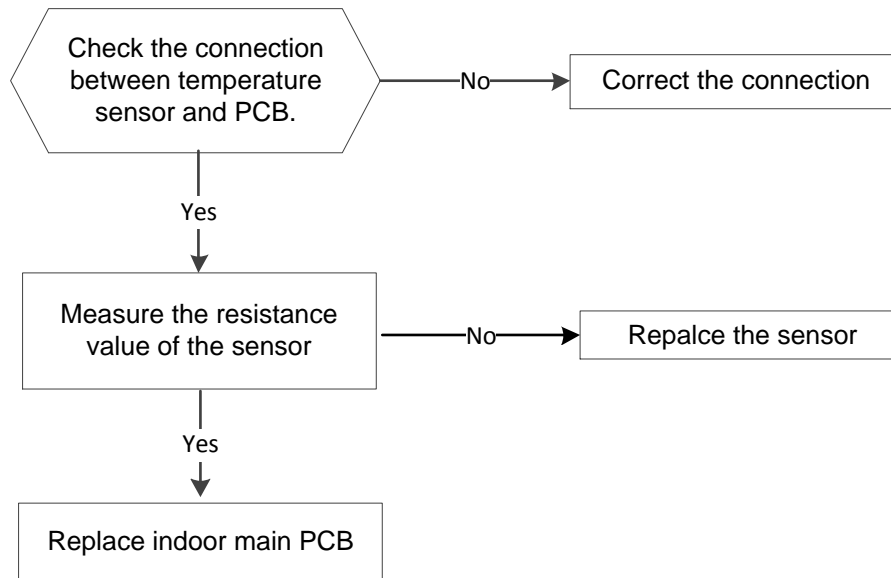 Check the connection
between temperature
sensor and PCB.
No
Correct the connection
Yes
Measure the resistance
value of the sensor
No
Repalce the sensor
Yes
Replace indoor main PCB